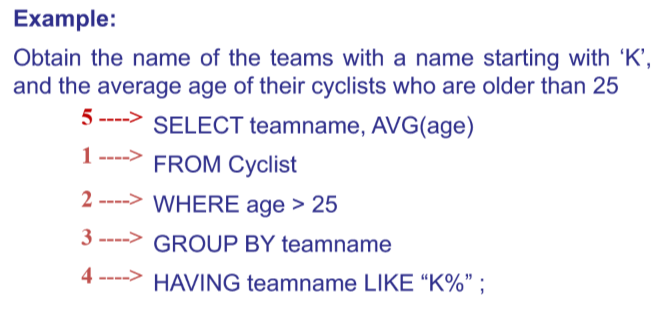 Example:
Obtain the name of the teams with a name starting with ‘K’,
and the average age of their cyclists who are older than 25
5 ----> SELECT teamname, AVG(age)
1 ----> FROM Cyclist
2 ----> WHERE age > 25
3 ----> GROUP BY teamname
4 ----> HAVING teamname LIKE “K%” ;